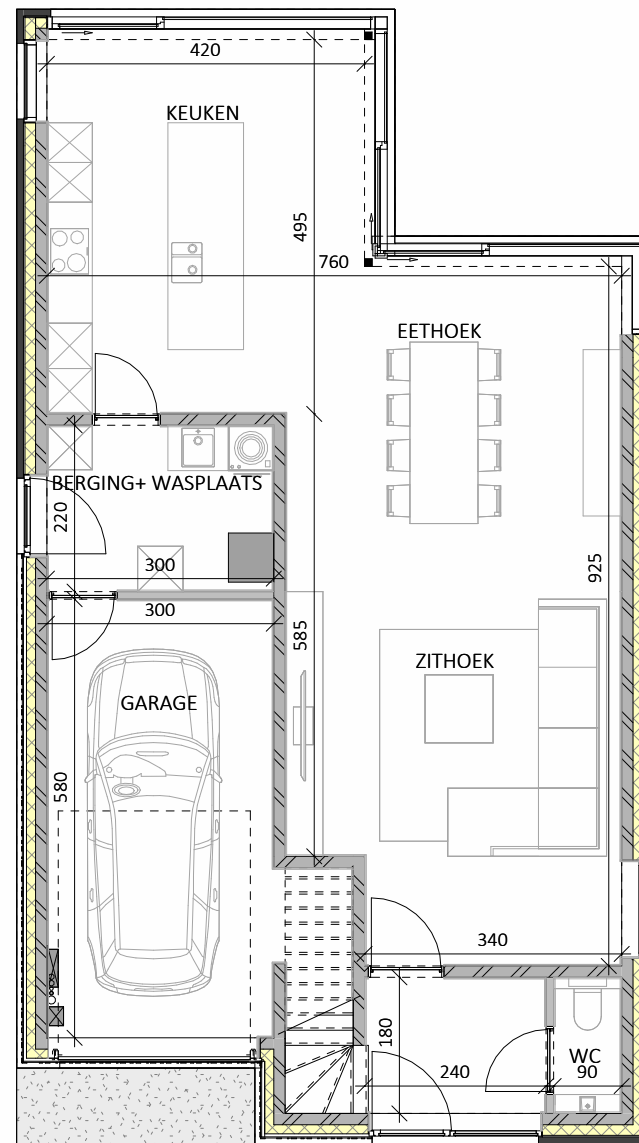 420
KEUKEN
495
760
EETHOEK
BERGING+ WASPLAATS
220
300
925
300
585
ZITHOEK
GARAGE
580
340
180
WC
240
90